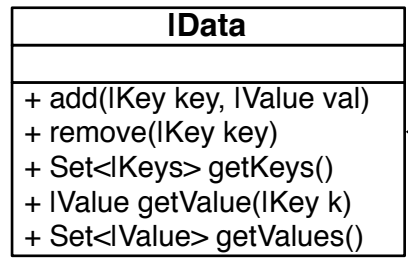 IData
+ add(IKey key, IValue val)
+ remove(IKey key)
+ Set<IKeys> getKeys()
+ IValue getValue(IKey k)
+ Set<IValue> getValues()